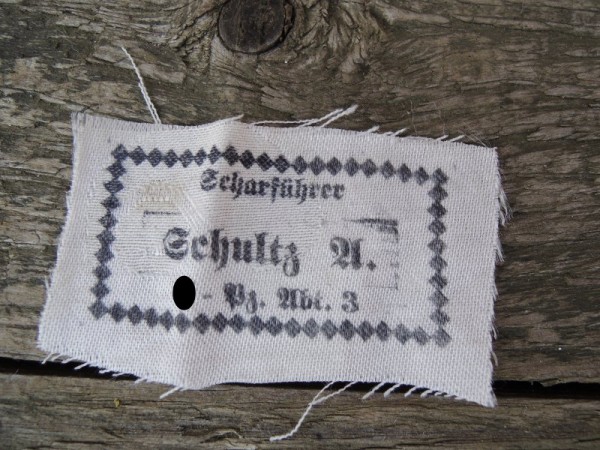 Scharführer
Schultz A.
- Pz. Abt. 3